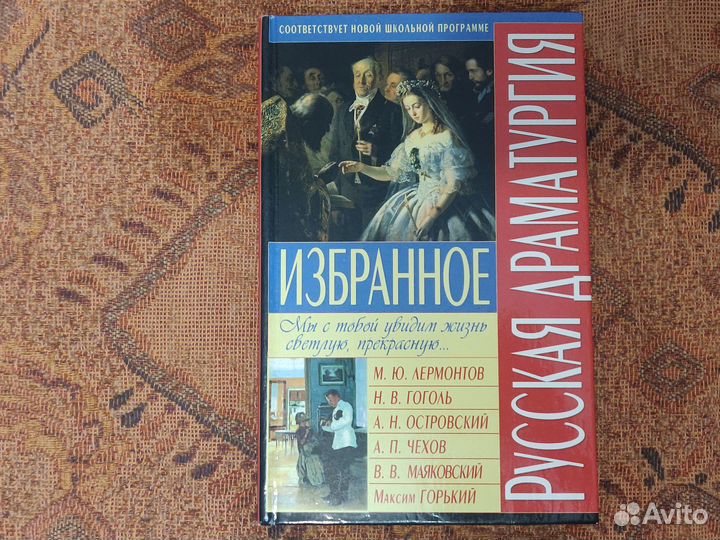 СООТВЕТСТВУЕТ НОВОЙ ШКОЛЬНОЙ ПРОГРАММЕ
РУССКАЯ ДРАМАТУРГИЯ
ИЗБРАННОЕ
Мы с тобой увидим жизнь
светлую, прекрасную...
М. Ю. ЛЕРМОНТОВ
Н. В. ГОГОЛЬ
А. Н. ОСТРОВСКИЙ
А. П. ЧЕХОВ
В. В. МАЯКОВСКИЙ
Максим ГОРЬКИЙ
Avito